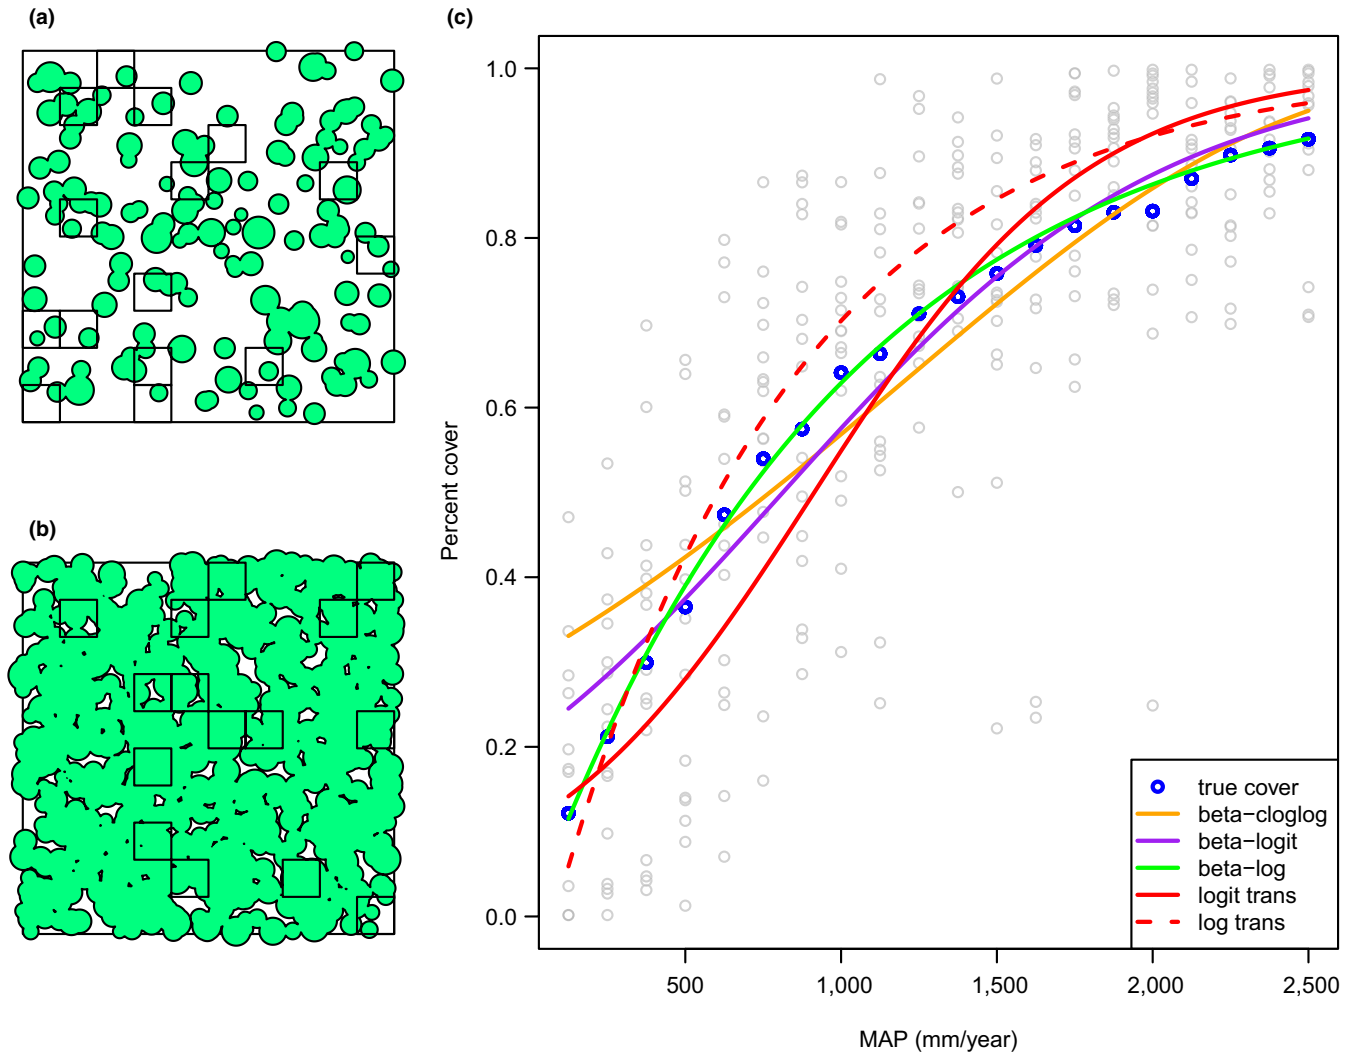 (a)
(b)
(c)
Percent cover
1.0
0.8
0.6
0.4
0.2
0.0
500
1,000
1,500
2,000
2,500
MAP (mm/year)
true cover
beta−cloglog
beta−logit
beta−log
logit trans
log trans